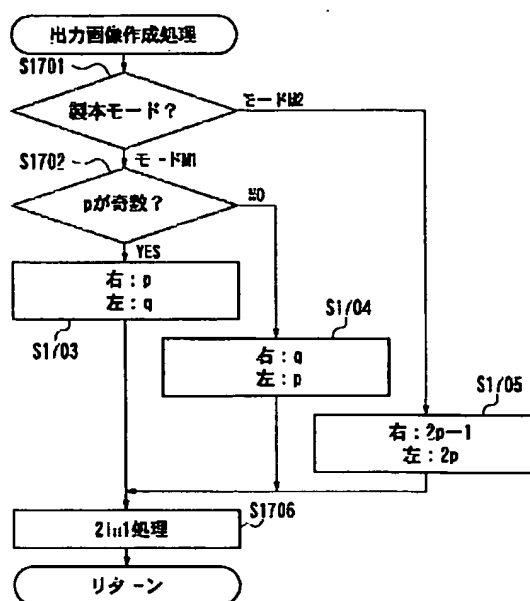 出力画像作成処理
S1701
製本モード？
モードM2
S1702
モードM1
pが奇数？
NO
YES
右：p
左：q
S1703
S1704
右：q
左：p
S1705
右：2p−1
左：2p
S1706
2in1処理
リターン